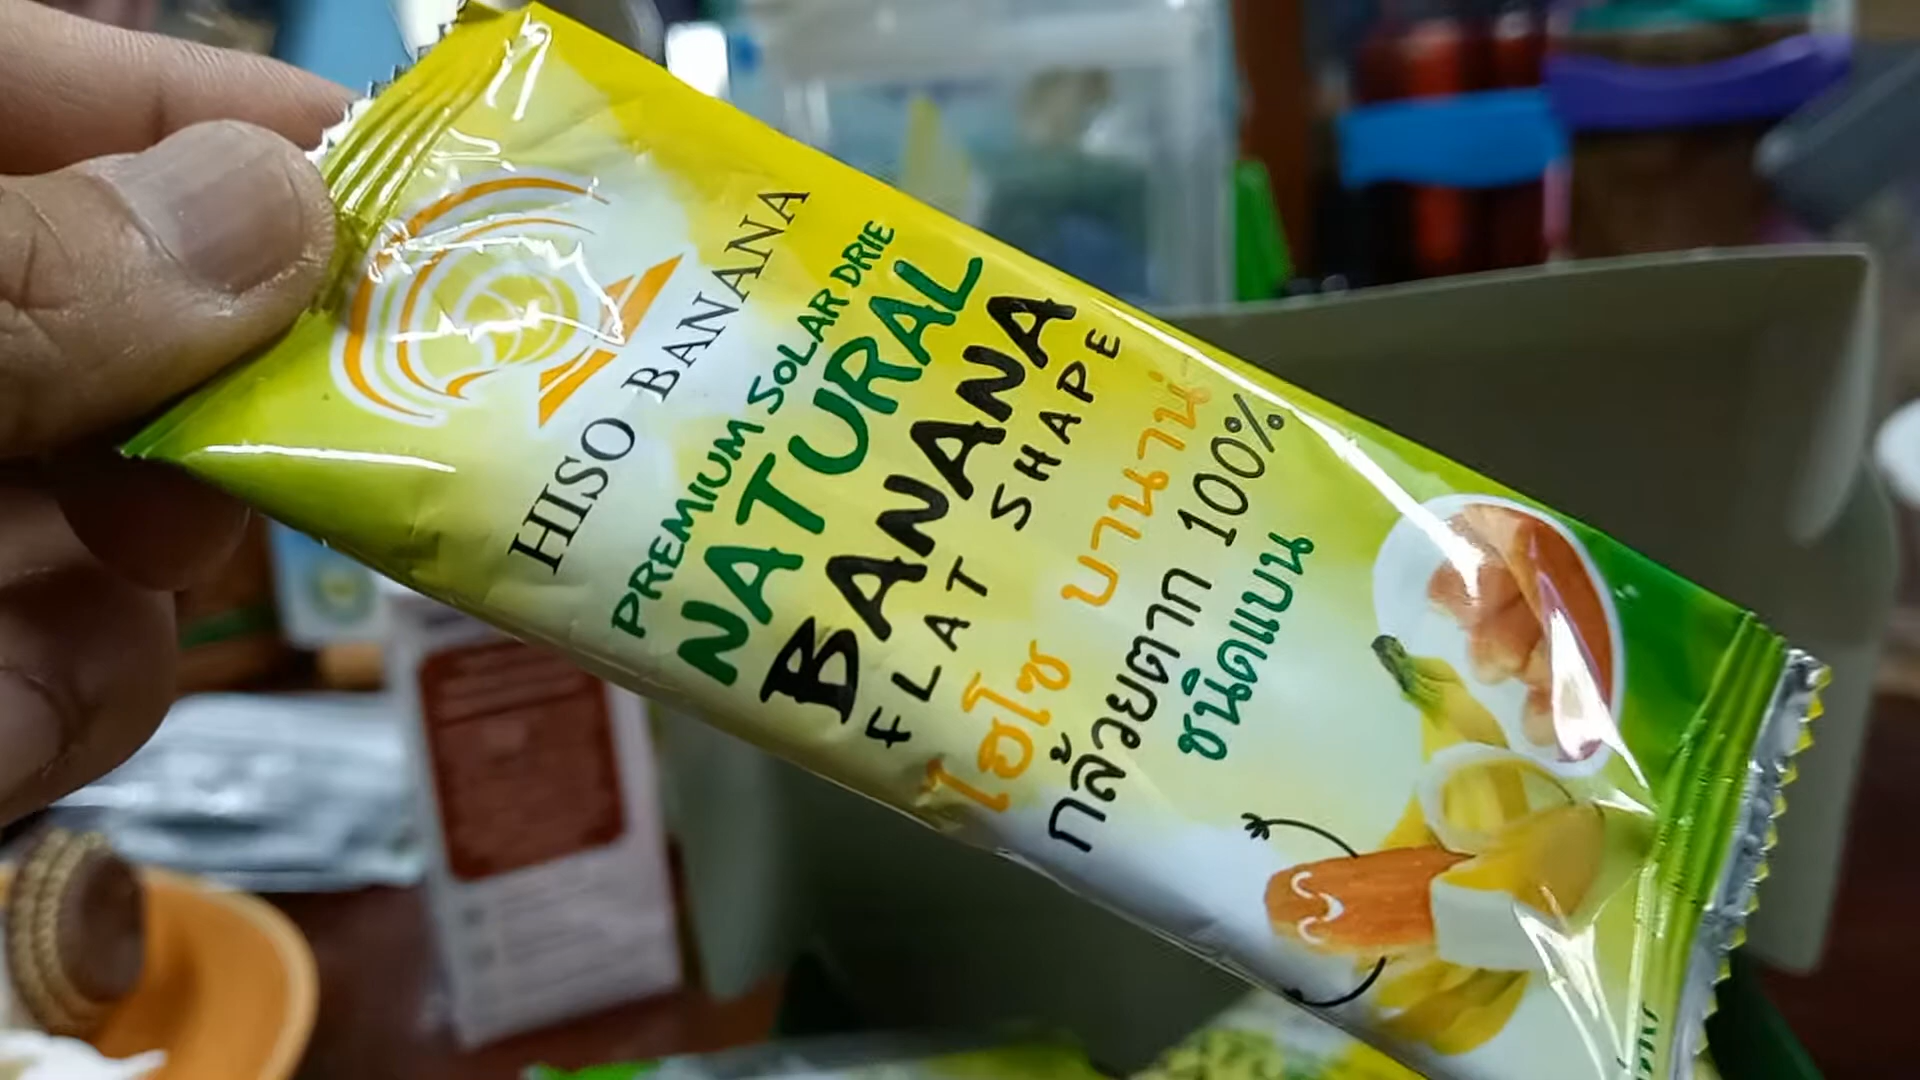 HISO BANANA
PREMIUM SOLAR DRIE
NATURAL
BANANA
FLAT SHAPE
ไฮโซ บานาน่
กล้วยตาก 100%
ชนิดแบน